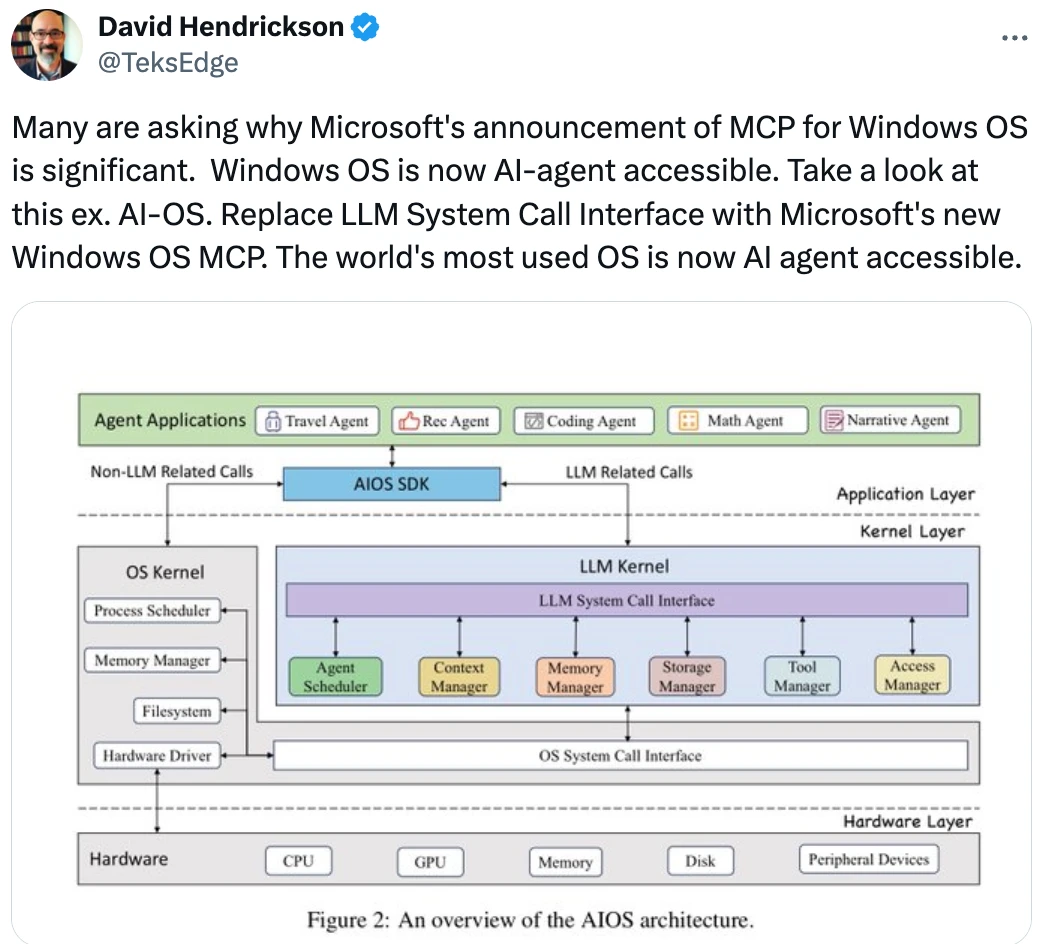 David Hendrickson
@TeksEdge
Many are asking why Microsoft's announcement of MCP for Windows OS
is significant.  Windows OS is now AI-agent accessible. Take a look at
this ex. AI-OS. Replace LLM System Call Interface with Microsoft's new
Windows OS MCP. The world's most used OS is now AI agent accessible.
Agent Applications
Travel Agent
Rec Agent
Coding Agent
Math Agent
Narrative Agent
Non-LLM Related Calls
AIOS SDK
LLM Related Calls
Application Layer
Kernel Layer
OS Kernel
Process Scheduler
Memory Manager
Filesystem
Hardware Driver
LLM Kernel
LLM System Call Interface
Agent
Scheduler
Context
Manager
Memory
Manager
Storage
Manager
Tool
Manager
Access
Manager
OS System Call Interface
Hardware Layer
Hardware
CPU
GPU
Memory
Disk
Peripheral Devices
Figure 2: An overview of the AIOS architecture.